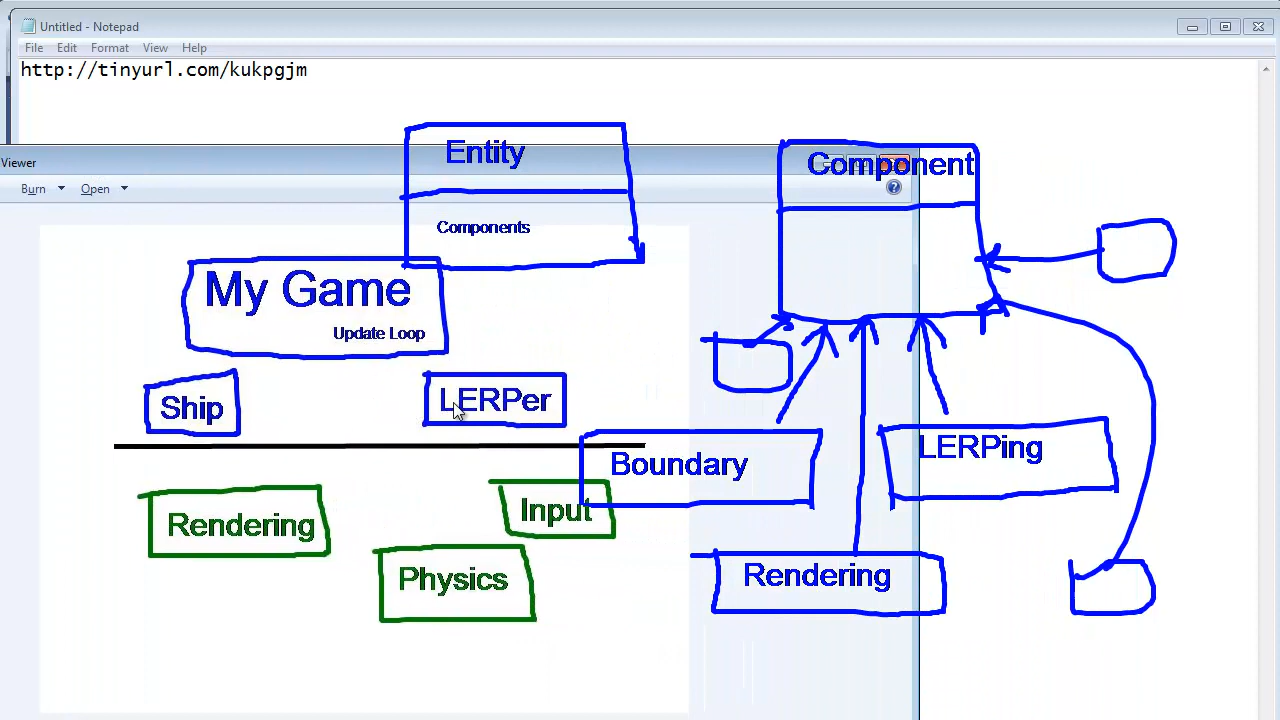 Untitled - Notepad
File Edit Format View Help
http://tinyurl.com/kukpgjm
Viewer
Burn Open
Entity
Components
Component
My Game
Update Loop
Ship
LERPer
Boundary
LERPing
Rendering
Input
Physics
Rendering